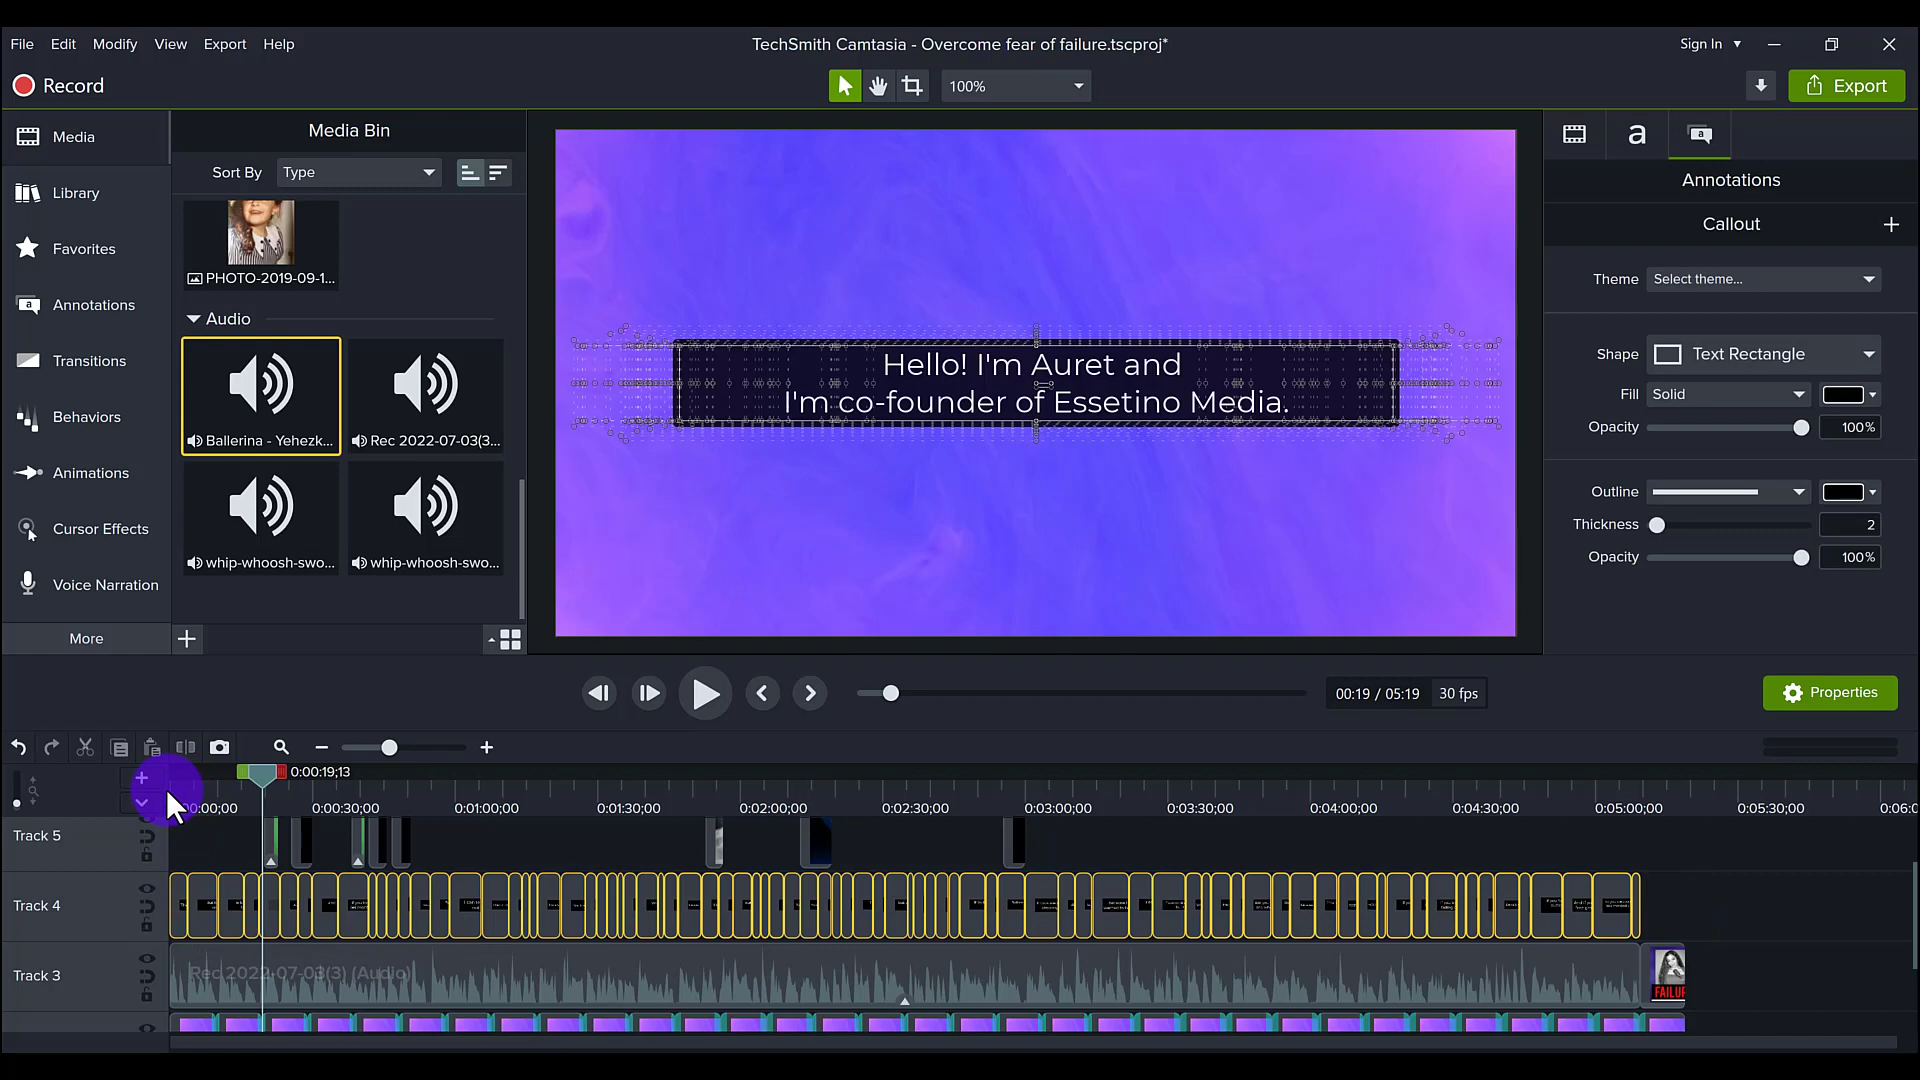 File Edit Modify View Export Help
TechSmith Camtasia - Overcome fear of failure.tscproj*
Sign In
Record
100%
Export
Media
Library
Favorites
Annotations
Transitions
Behaviors
Animations
Cursor Effects
Voice Narration
More
Media Bin
Sort By Type
PHOTO-2019-09-1...
Audio
Ballerina - Yehezk...
Rec 2022-07-03(3...
whip-whoosh-swo...
whip-whoosh-swo...
Hello! I'm Auret and
I'm co-founder of Essetino Media.
a
a
Annotations
Callout
Theme Select theme...
Shape Text Rectangle
Fill Solid
Opacity 100%
Outline
Thickness 2
Opacity 100%
00:19 / 05:19 30 fps
Properties
0:00:19;13
00:00;00 0:00:30;00 0:01:00;00 0:01:30;00 0:02:00;00 0:02:30;00 0:03:00;00 0:03:30;00 0:04:00;00 0:04:30;00 0:05:00;00 0:05:30;00 0:06:0
Track 5
Track 4
Track 3
Rec 2022-07-03(3) (Audio)
FAILUR